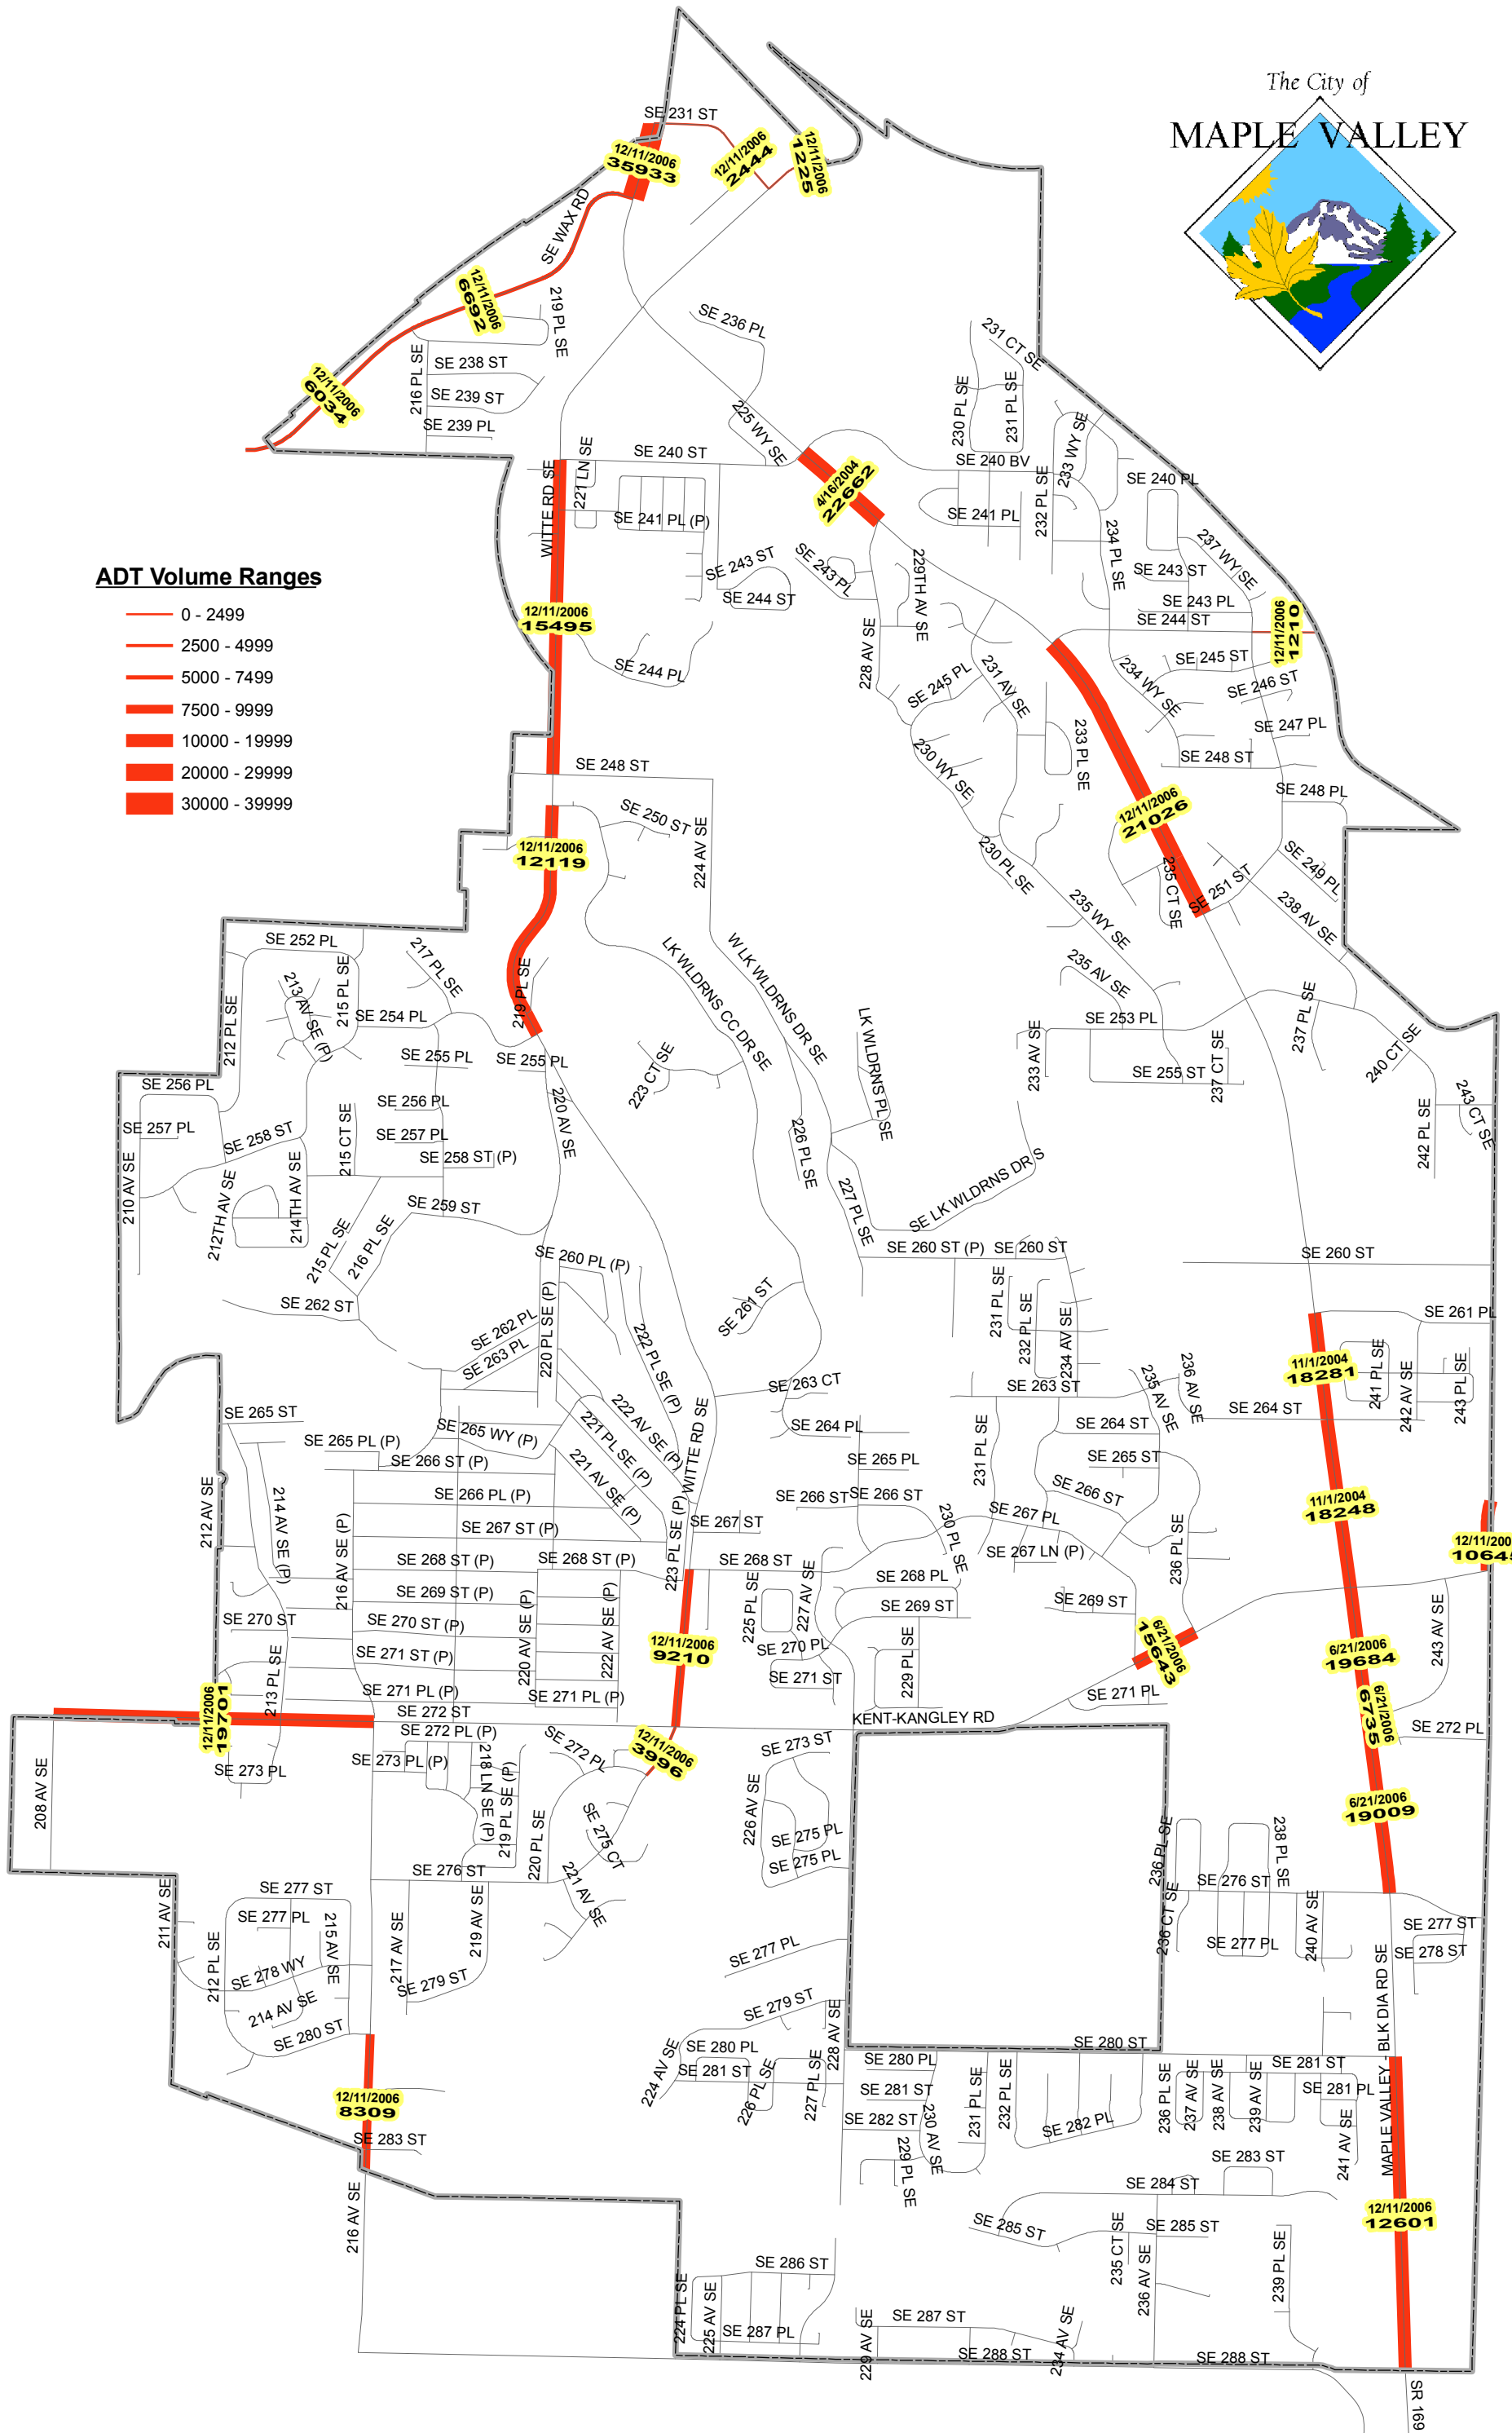 The City of
MAPLE VALLEY
SE 231 ST
12/11/2006
35933
12/11/2006
2444
12/11/2006
1225
SE WAX RD
12/11/2006
6692
219 PL SE
12/11/2006
6034
216 PL SE
SE 238 ST
SE 239 ST
SE 239 PL
SE 236 PL
225 WY SE
231 CT SE
230 PL SE
231 PL SE
233 WY SE
SE 240 ST
SE 240 BV
4/16/2004
22662
WITTE RD SE
221 LN SE
SE 241 PL (P)
SE 241 PL
232 PL SE
SE 240 PL
234 PL SE
237 WY SE
SE 243 ST
SE 244 ST
SE 243 PL
229TH AV SE
228 AV SE
SE 243 ST
SE 243 PL
SE 244 ST
12/11/2006
1210
ADT Volume Ranges
0 - 2499
2500 - 4999
5000 - 7499
7500 - 9999
10000 - 19999
20000 - 29999
30000 - 39999
12/11/2006
15495
SE 244 PL
SE 245 PL
231 AV SE
234 WY SE
SE 245 ST
SE 246 ST
SE 247 PL
SE 248 ST
SE 248 PL
230 WY SE
233 PL SE
SE 248 ST
12/11/2006
12119
SE 250 ST
224 AV SE
12/11/2006
21026
230 PL SE
235 CT SE
SE 251 ST
SE 249 PL
238 AV SE
235 WY SE
SE 252 PL
212 PL SE
213 AV SE (P)
215 PL SE
217 PL SE
219 PL SE
SE 254 PL
SE 255 PL
SE 255 PL
LK WLDRNS CC DR SE
W LK WLDRNS DR SE
LK WLDRNS PL SE
235 AV SE
SE 253 PL
233 AV SE
SE 255 ST
237 CT SE
237 PL SE
240 CT SE
242 PL SE
243 CT SE
SE 256 PL
SE 257 PL
210 AV SE
SE 258 ST
212TH AV SE
214TH AV SE
215 CT SE
SE 256 PL
SE 257 PL
SE 258 ST (P)
220 AV SE
223 CT SE
226 PL SE
227 PL SE
SE LK WLDRNS DR S
SE 259 ST
215 PL SE
216 PL SE
SE 262 ST
SE 260 PL (P)
SE 262 PL
SE 263 PL
220 PL SE (P)
222 PL SE (P)
SE 261 ST
SE 260 ST (P)
SE 260 ST
SE 260 ST
231 PL SE
232 PL SE
234 AV SE
SE 261 PL
11/1/2004
18281
241 PL SE
242 AV SE
243 PL SE
SE 263 CT
SE 263 ST
SE 264 PL
SE 264 ST
235 AV SE
236 AV SE
SE 264 ST
SE 265 ST
SE 265 PL (P)
SE 265 WY (P)
SE 266 ST (P)
222 AV SE (P)
221 PL SE (P)
221 AV SE (P)
WITTE RD SE
SE 265 PL
231 PL SE
SE 265 ST
212 AV SE
214 AV SE (P)
216 AV SE (P)
SE 266 PL (P)
SE 267 ST (P)
223 PL SE (P)
SE 266 ST
SE 266 ST
SE 266 ST
SE 267 ST
SE 267 PL
SE 267 LN (P)
230 PL SE
236 PL SE
11/1/2004
18248
SE 268 ST (P)
SE 268 ST (P)
SE 268 ST
SE 268 PL
SE 269 ST (P)
SE 269 ST
SE 269 ST
SE 270 ST
SE 270 ST (P)
220 AV SE (P)
222 AV SE (P)
225 PL SE
227 AV SE
12/11/2006
9210
SE 270 PL
SE 271 ST
229 PL SE
6/21/2006
15643
6/21/2006
19684
243 AV SE
SE 271 ST (P)
213 PL SE
SE 271 PL (P)
SE 271 PL (P)
SE 271 PL
12/11/2006
19701
SE 272 ST
KENT-KANGLEY RD
6/21/2006
6735
SE 272 PL
SE 272 PL (P)
SE 273 PL (P)
SE 273 PL
208 AV SE
218 LN SE (P)
219 PL SE (P)
SE 272 PL
12/11/2006
3996
SE 273 ST
220 PL SE
SE 275 CT
226 AV SE
SE 275 PL
SE 275 PL
6/21/2006
19009
236 PL SE
238 PL SE
SE 276 ST
SE 276 ST
221 AV SE
211 AV SE
SE 277 ST
SE 277 PL
215 AV SE
217 AV SE
219 AV SE
212 PL SE
SE 278 WY
214 AV SE
SE 279 ST
SE 280 ST
SE 277 PL
SE 279 ST
236 CT SE
SE 277 PL
240 AV SE
SE 277 ST
SE 278 ST
MAPLE VALLEY - BLK DIA RD SE
224 AV SE
SE 280 PL
SE 281 ST
226 PL SE
227 PL SE
228 AV SE
SE 280 PL
SE 281 ST
SE 282 ST
SE 280 ST
SE 281 ST
SE 281 PL
12/11/2006
8309
SE 283 ST
216 AV SE
229 PL SE
230 AV SE
231 PL SE
232 PL SE
SE 282 PL
236 PL SE
237 AV SE
238 AV SE
239 AV SE
241 AV SE
SE 283 ST
SE 284 ST
SE 285 ST
SE 285 ST
235 CT SE
236 AV SE
239 PL SE
12/11/2006
12601
SE 286 ST
224 PL SE
225 AV SE
SE 287 PL
229 AV SE
SE 287 ST
SE 288 ST
234 AV SE
SE 288 ST
SR 169